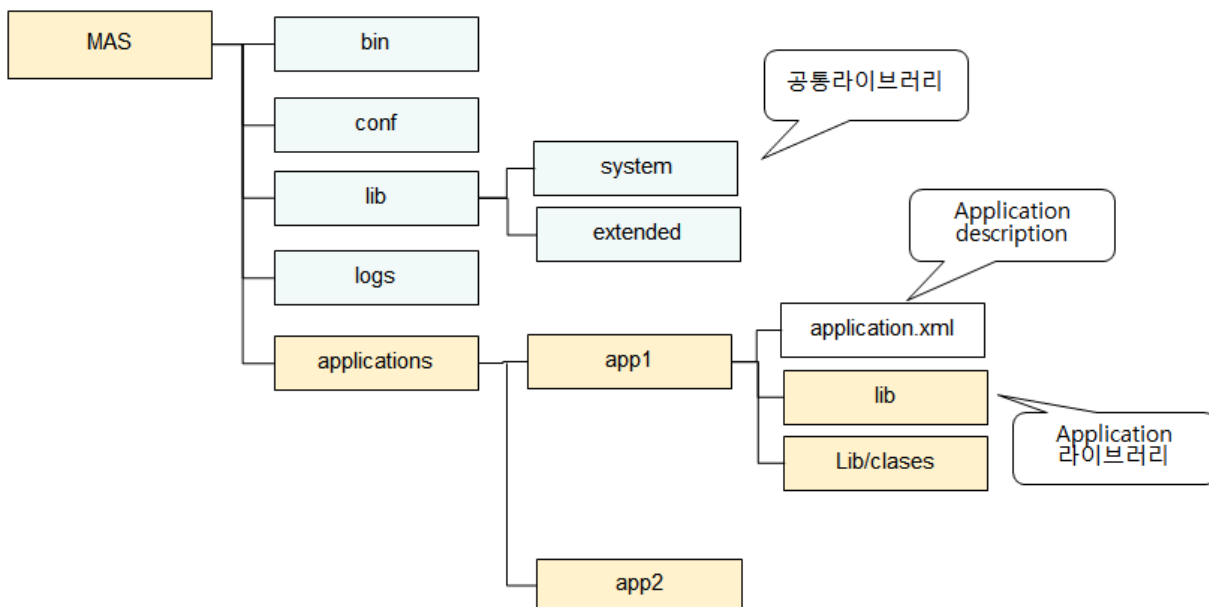 MAS
bin
conf
lib
logs
applications
system
extended
공통라이브러리
Application
description
app1
application.xml
lib
Lib/clases
Application
라이브러리
app2